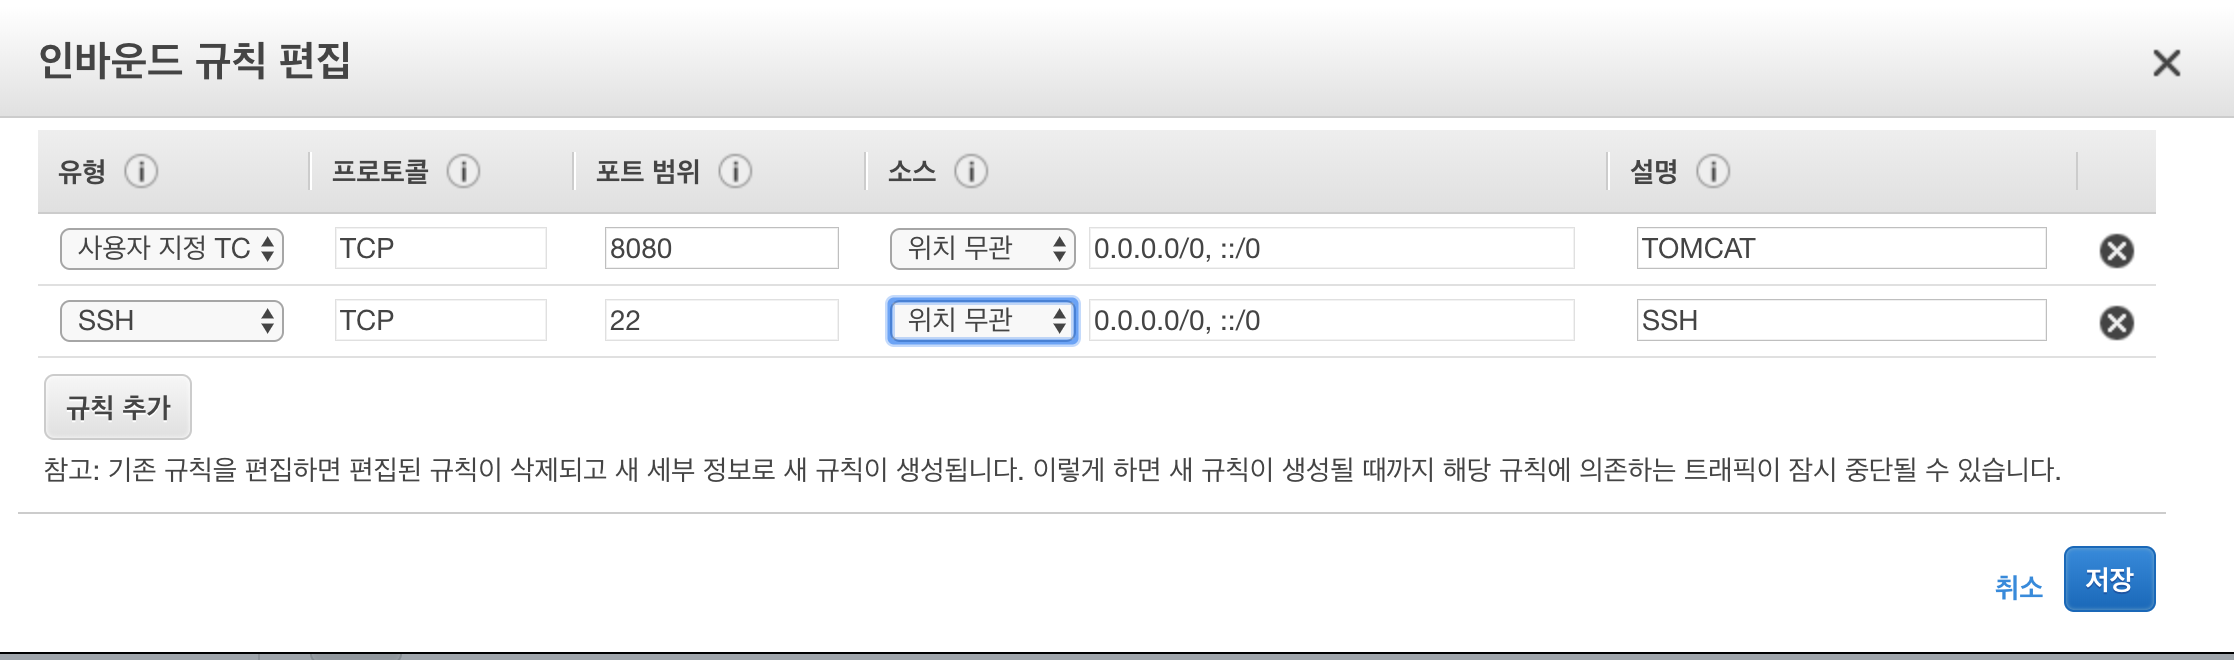 인바운드 규칙 편집
유형 프로토콜 포트 범위 소스 설명
사용자 지정 TC TCP 8080 위치 무관 0.0.0.0/0, ::/0 TOMCAT
SSH TCP 22 위치 무관 0.0.0.0/0, ::/0 SSH
규칙 추가
참고: 기존 규칙을 편집하면 편집된 규칙이 삭제되고 새 세부 정보로 새 규칙이 생성됩니다. 이렇게 하면 새 규칙이 생성될 때까지 해당 규칙에 의존하는 트래픽이 잠시 중단될 수 있습니다.
취소 저장